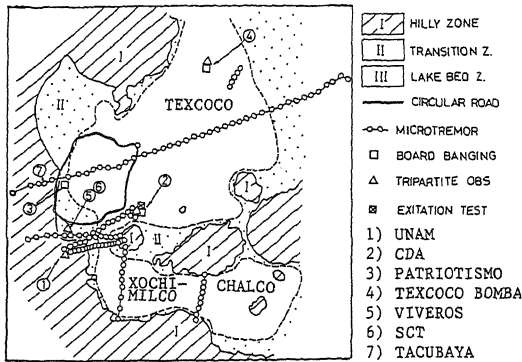 I
II
TEXCOCO
4
7
3
5
6
2
1
I
I
II
I
XOCHI-
MILCO
CHALCO
I
I HILLY ZONE
II TRANSITION Z.
III LAKE BED Z.
CIRCULAR ROAD
MICROTREMOR
BOARD BANGING
TRIPARTITE OBS
EXITATION TEST
1) UNAM
2) CDA
3) PATRIOTISMO
4) TEXCOCO BOMBA
5) VIVEROS
6) SCT
7) TACUBAYA